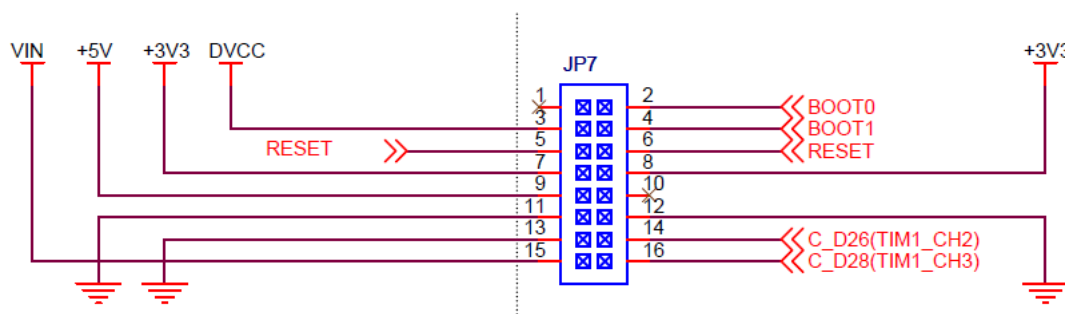 VIN +5V +3V3 DVCC +3V3
JP7
1 2 BOOT0
3 4 BOOT1
RESET 5 6 RESET
7 8
9 10
11 12
13 14 C_D26(TIM1_CH2)
15 16 C_D28(TIM1_CH3)